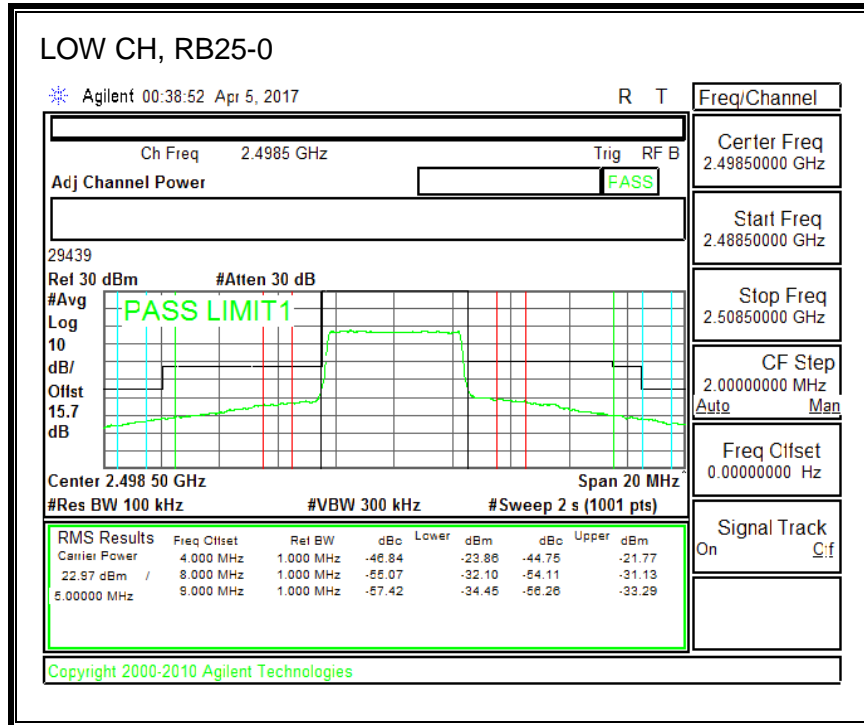 LOW CH, RB25-0
Agilent 00:38:52 Apr 5, 2017 R T
Freq/Channel
Ch Freq 2.4985 GHz Trig RF B
Adj Channel Power PASS
Center Freq
2.49850000 GHz
Start Freq
2.48850000 GHz
Stop Freq
2.50850000 GHz
CF Step
2.00000000 MHz
Auto Man
Freq Offset
0.00000000 Hz
Signal Track
On Off
29439
Ref 30 dBm #Atten 30 dB
#Avg
Log
10
dB/
Offst
15.7
dB
PASS LIMIT1
Center 2.498 50 GHz Span 20 MHz
#Res BW 100 kHz #VBW 300 kHz #Sweep 2 s (1001 pts)
RMS Results Freq Offset Ref BW dBc Lower dBm dBc Upper dBm
Carrier Power 4.000 MHz 1.000 MHz -46.84 -23.86 -44.75 -21.77
22.97 dBm / 8.000 MHz 1.000 MHz -55.07 -32.10 -54.11 -31.13
5.00000 MHz 9.000 MHz 1.000 MHz -57.42 -34.45 -56.26 -33.29
Copyright 2000-2010 Agilent Technologies